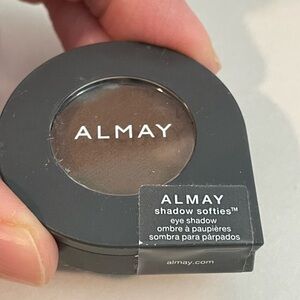 ALMAY
ALMAY
shadow softies™
eye shadow
ombre à paupières
sombra para párpados
almay.com